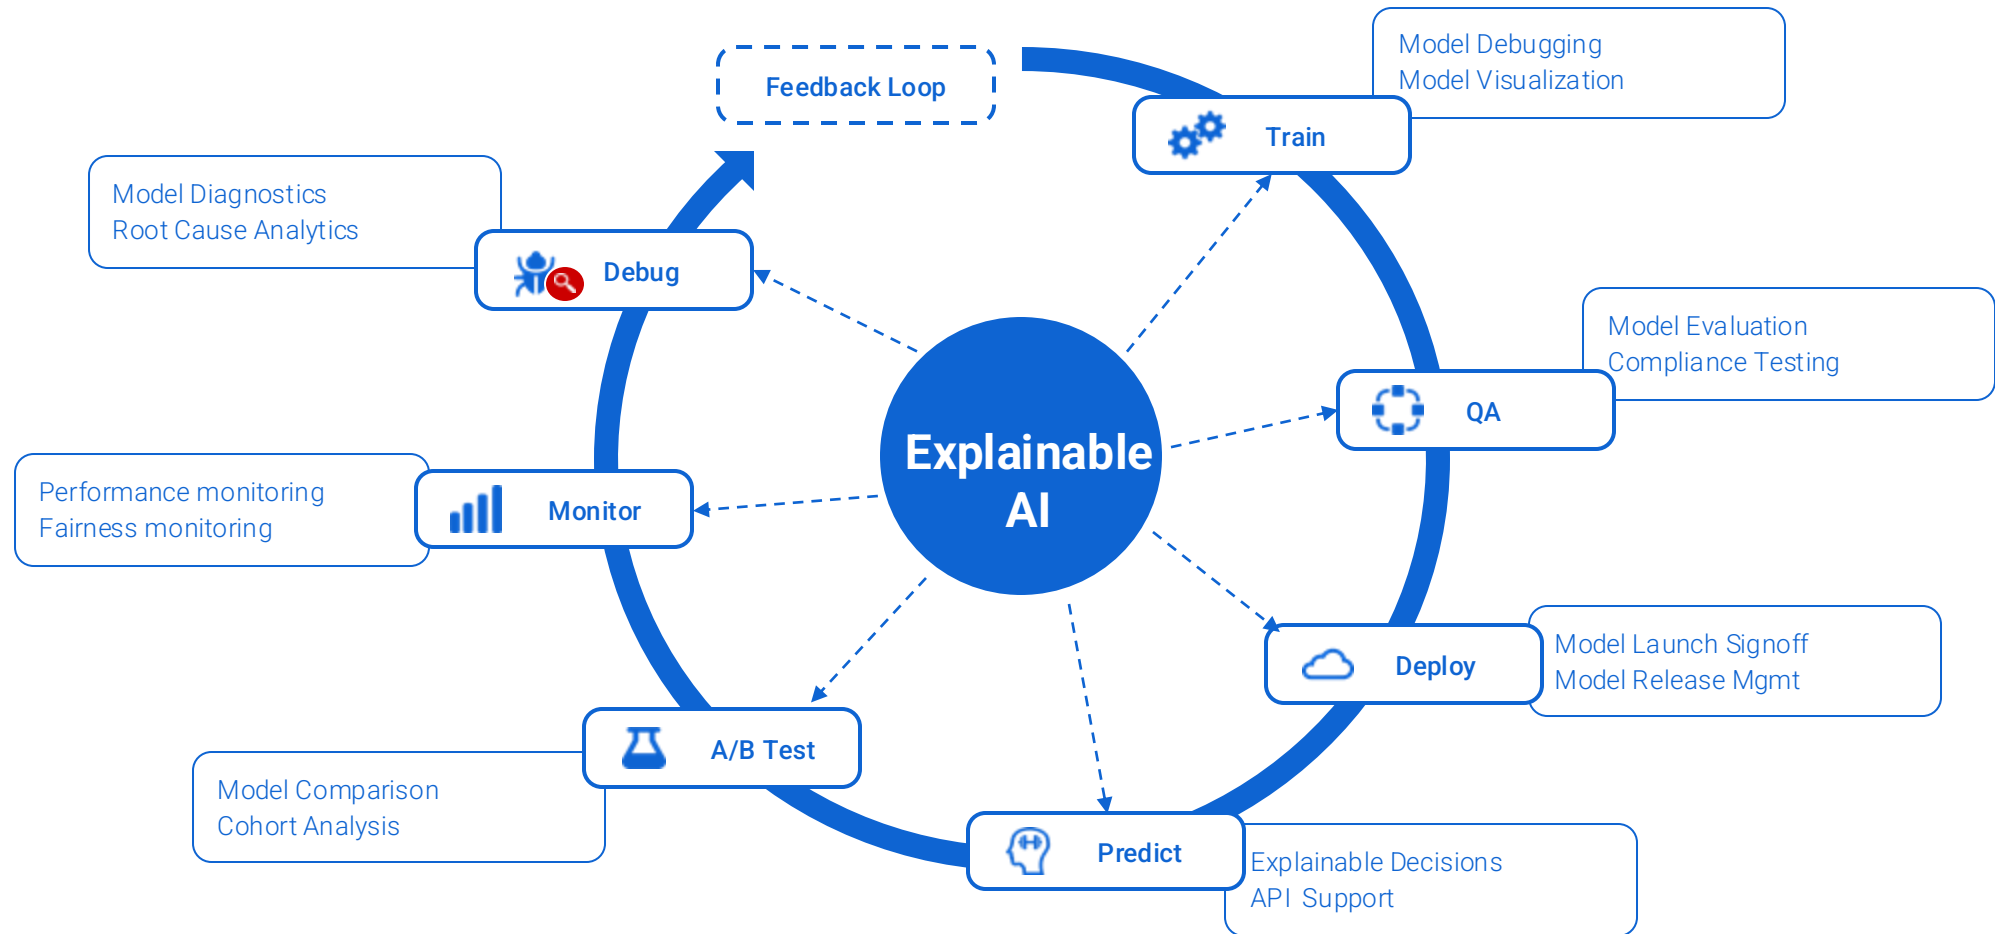 Feedback Loop
Model Debugging
Model Visualization
Train
Model Evaluation
Compliance Testing
QA
Model Launch Signoff
Model Release Mgmt
Deploy
Explainable Decisions
API Support
Predict
A/B Test
Model Comparison
Cohort Analysis
Monitor
Performance monitoring
Fairness monitoring
Debug
Model Diagnostics
Root Cause Analytics
Explainable
AI